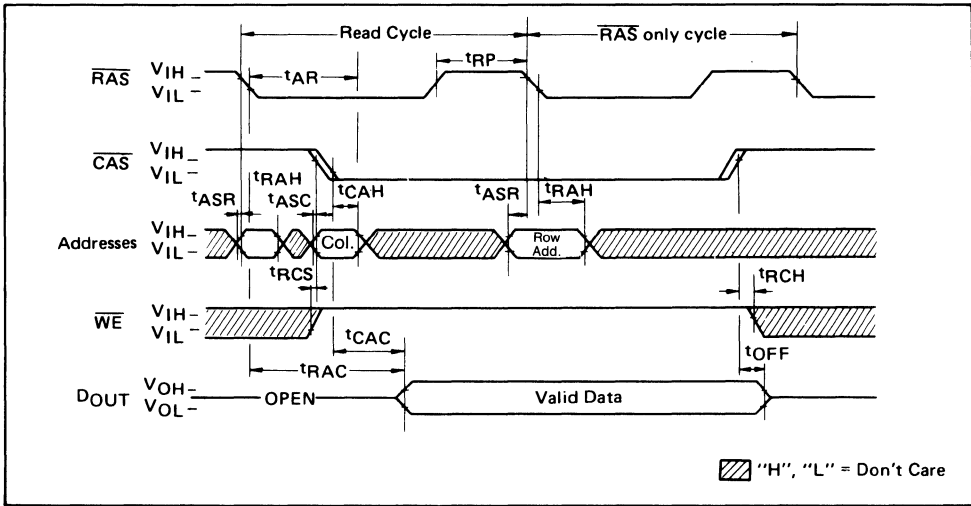 Read Cycle
RAS only cycle
tRP
tAR
RAS VIH
VIL
CAS VIH
VIL
tRAH
tCAH
tASR
tASC
tASR
tRAH
Addresses VIH
VIL
Col.
Row
Add.
tRCS
tRCH
WE VIH
VIL
tCAC
tOFF
tRAC
DOUT VOH
VOL
OPEN
Valid Data
"H", "L" = Don't Care